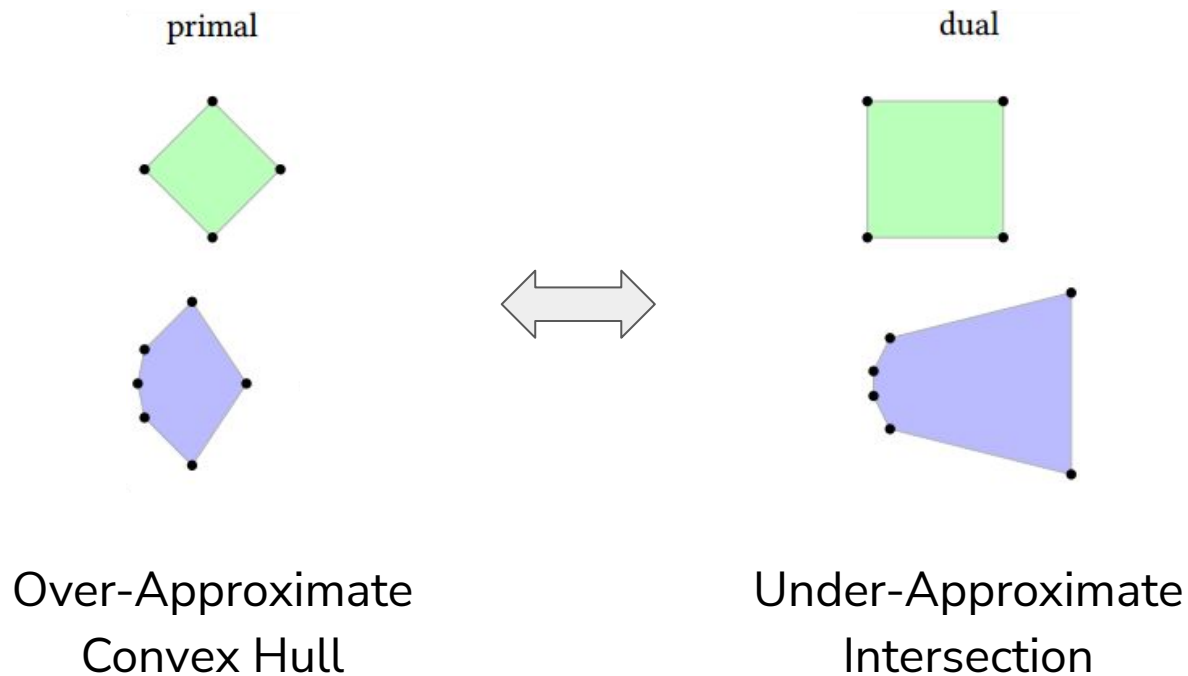 primal
dual
Over-Approximate
Convex Hull
Under-Approximate
Intersection